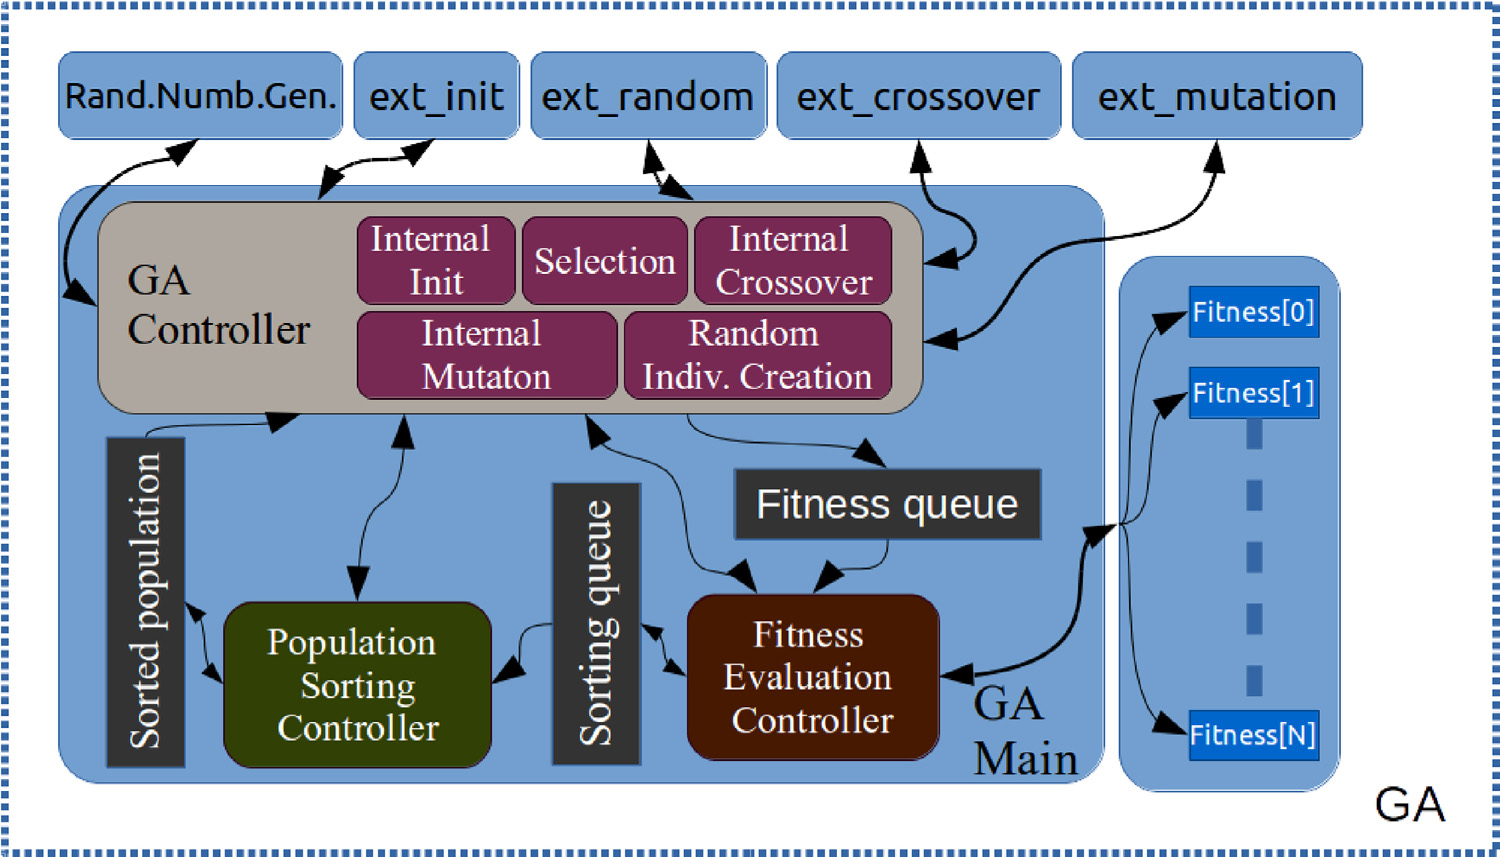 Rand.Numb.Gen.
ext_init
ext_random
ext_crossover
ext_mutation
GA
Controller
Internal
Init
Selection
Internal
Crossover
Internal
Mutaton
Random
Indiv. Creation
Fitness[0]
Fitness[1]
Fitness[N]
Sorted population
Population
Sorting
Controller
Sorting queue
Fitness queue
Fitness
Evaluation
Controller
GA
Main
GA